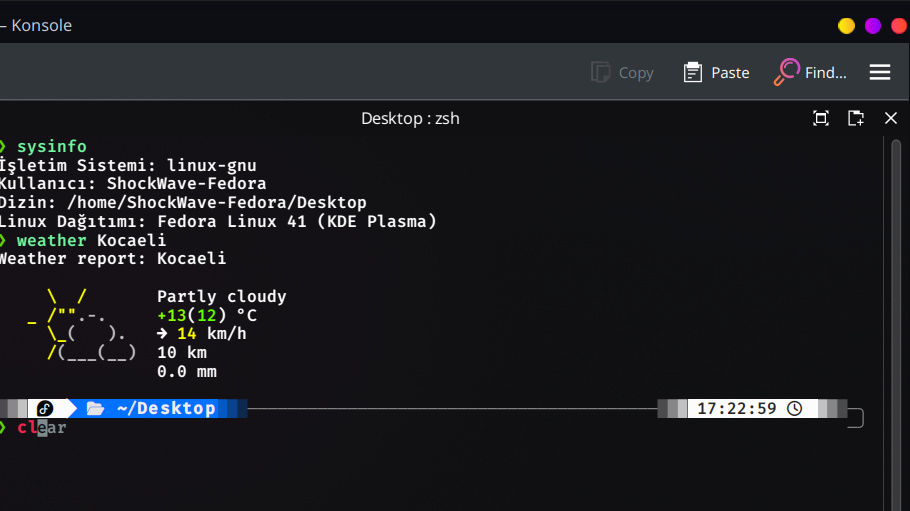 – Konsole
Copy Paste Find...
Desktop : zsh
❯ sysinfo
İşletim Sistemi: linux-gnu
Kullanıcı: ShockWave-Fedora
Dizin: /home/ShockWave-Fedora/Desktop
Linux Dağıtımı: Fedora Linux 41 (KDE Plasma)
❯ weather Kocaeli
Weather report: Kocaeli
\ / Partly cloudy
_ /"".-. +13(12) °C
\_( ). → 14 km/h
/(___(__) 10 km
0.0 mm
~/Desktop 17:22:59
❯ clear